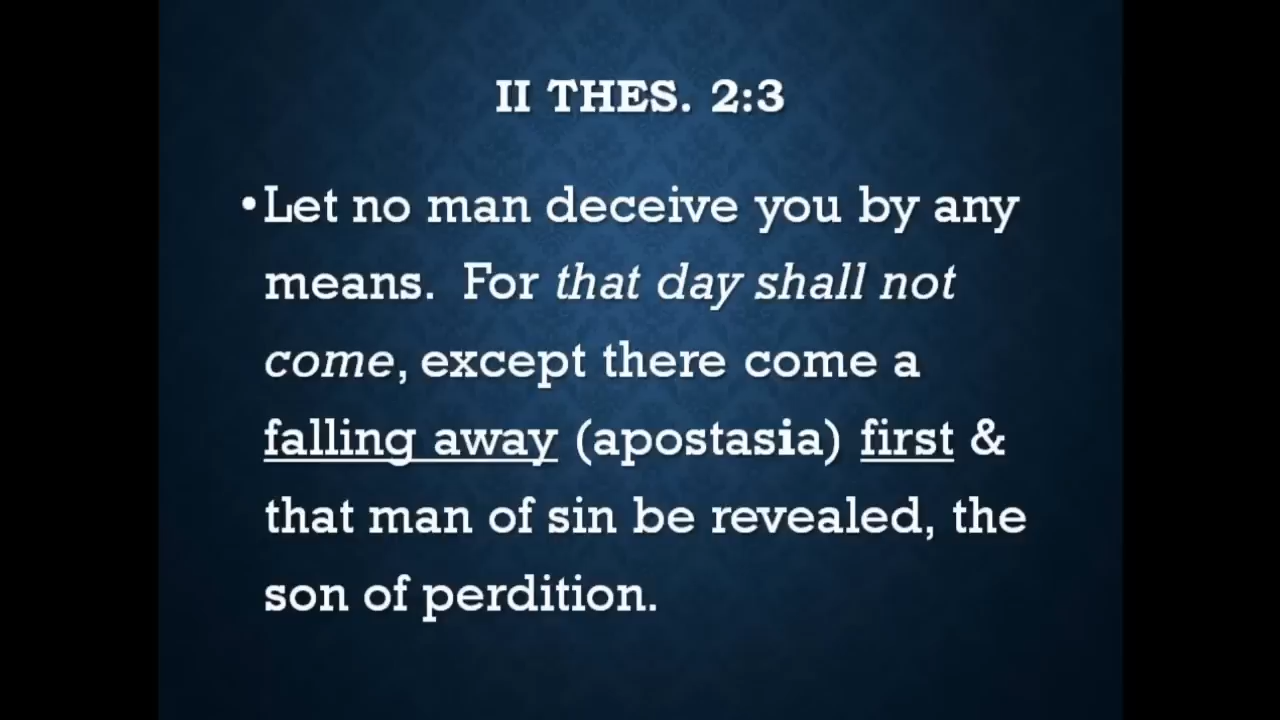 II THES. 2:3
•Let no man deceive you by any
means.  For that day shall not
come, except there come a
falling away (apostasia) first &
that man of sin be revealed, the
son of perdition.